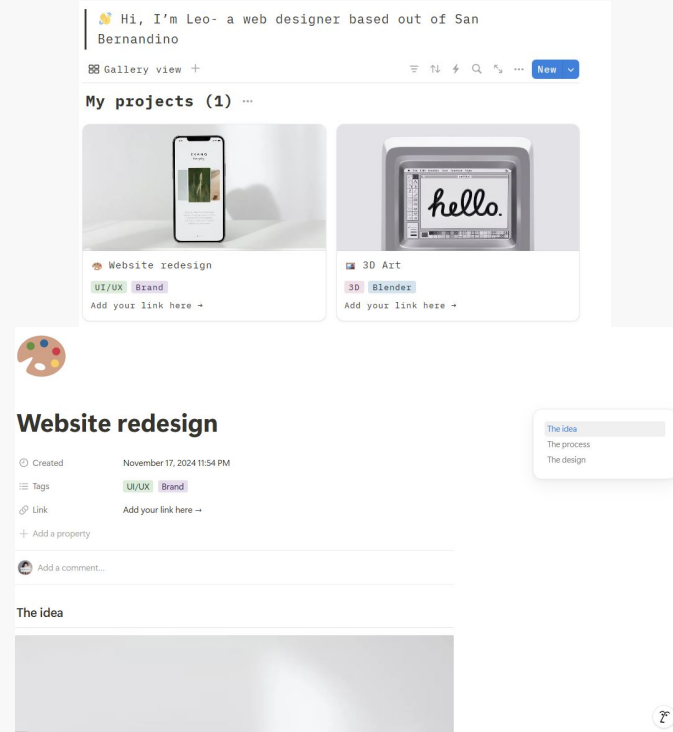 👋 Hi, I’m Leo- a web designer based out of San
Bernandino
Gallery view
New
My projects (1) ...
hello.
Website redesign
UI/UX Brand
Add your link here →
3D Art
3D Blender
Add your link here →
Website redesign
Created November 17, 2024 11:54 PM
Tags UI/UX Brand
Link Add your link here →
+ Add a property
Add a comment...
The idea
The idea
The process
The design